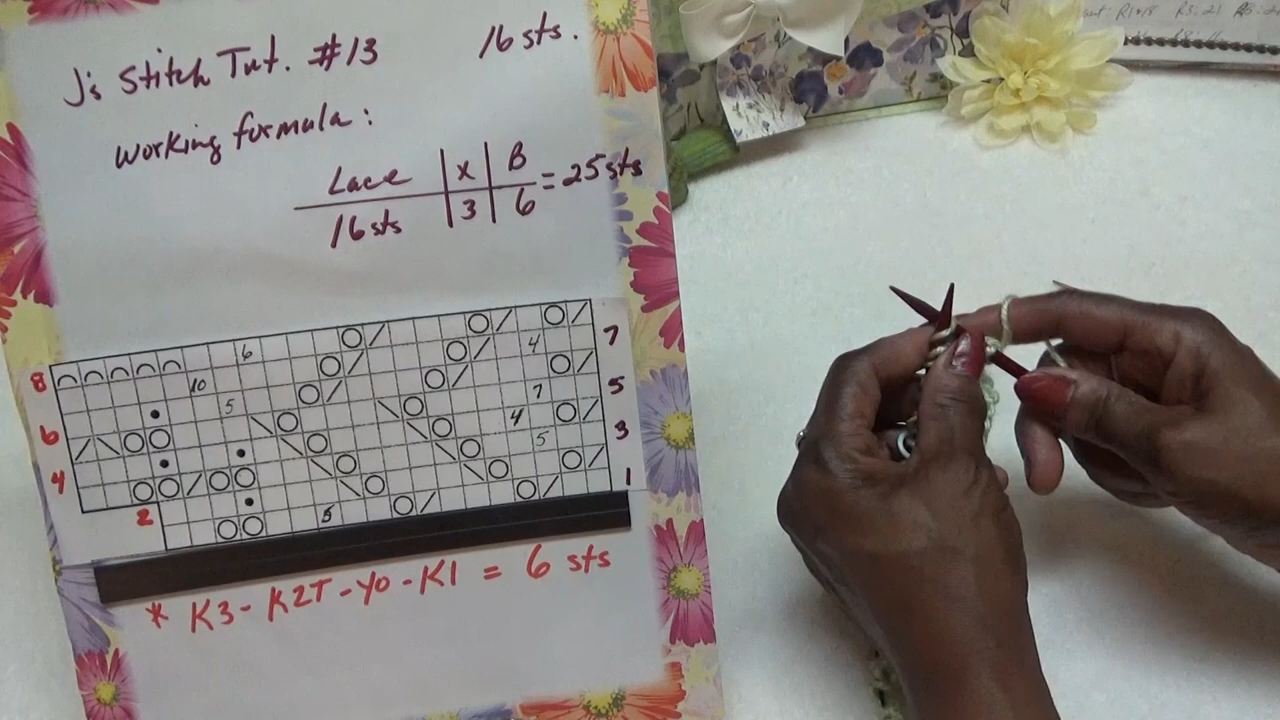 J's Stitch Tut. #13 16 sts.
working formula:
Lace X B = 25 sts
16 sts 3 6
8 6 7
10 4
6 5 7 5
4 4 3
5
2 5 1
* K3 - K2T - yo - K1 = 6 sts